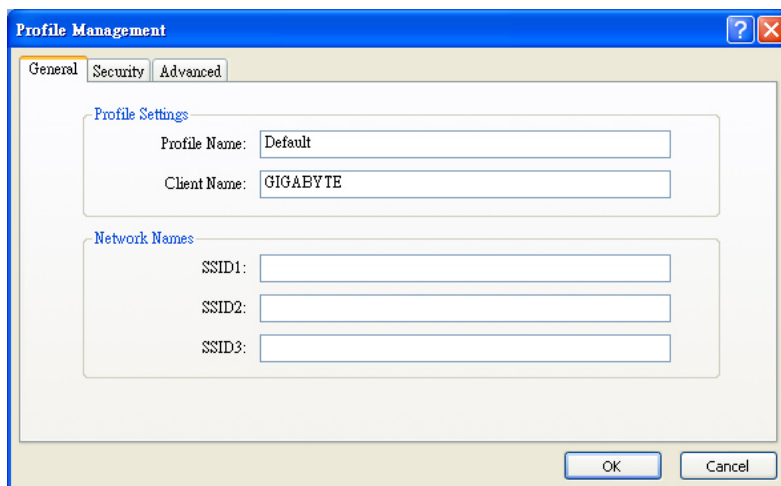 Profile Management
General Security Advanced
Profile Settings
Profile Name: Default
Client Name: GIGABYTE
Network Names
SSID1:
SSID2:
SSID3:
OK Cancel